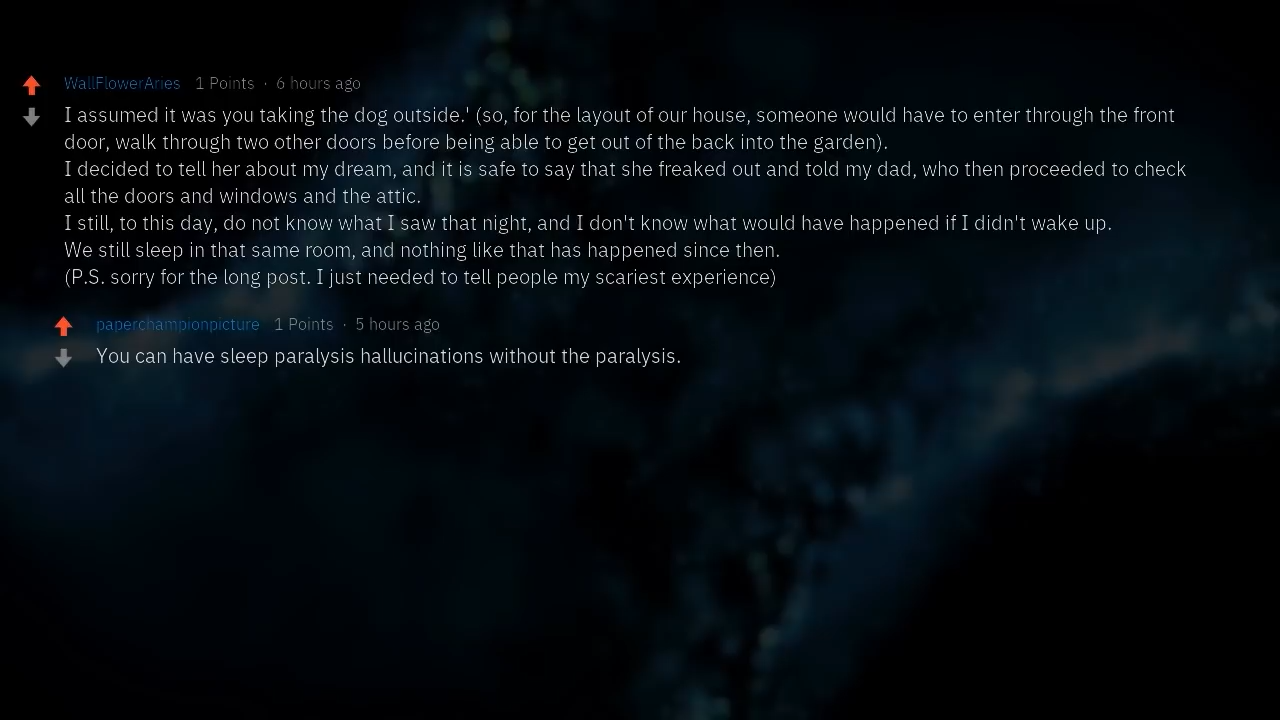 WallFlowerAries 1 Points · 6 hours ago
I assumed it was you taking the dog outside.' (so, for the layout of our house, someone would have to enter through the front
door, walk through two other doors before being able to get out of the back into the garden).
I decided to tell her about my dream, and it is safe to say that she freaked out and told my dad, who then proceeded to check
all the doors and windows and the attic.
I still, to this day, do not know what I saw that night, and I don't know what would have happened if I didn't wake up.
We still sleep in that same room, and nothing like that has happened since then.
(P.S. sorry for the long post. I just needed to tell people my scariest experience)
paperchampionpicture 1 Points · 5 hours ago
You can have sleep paralysis hallucinations without the paralysis.